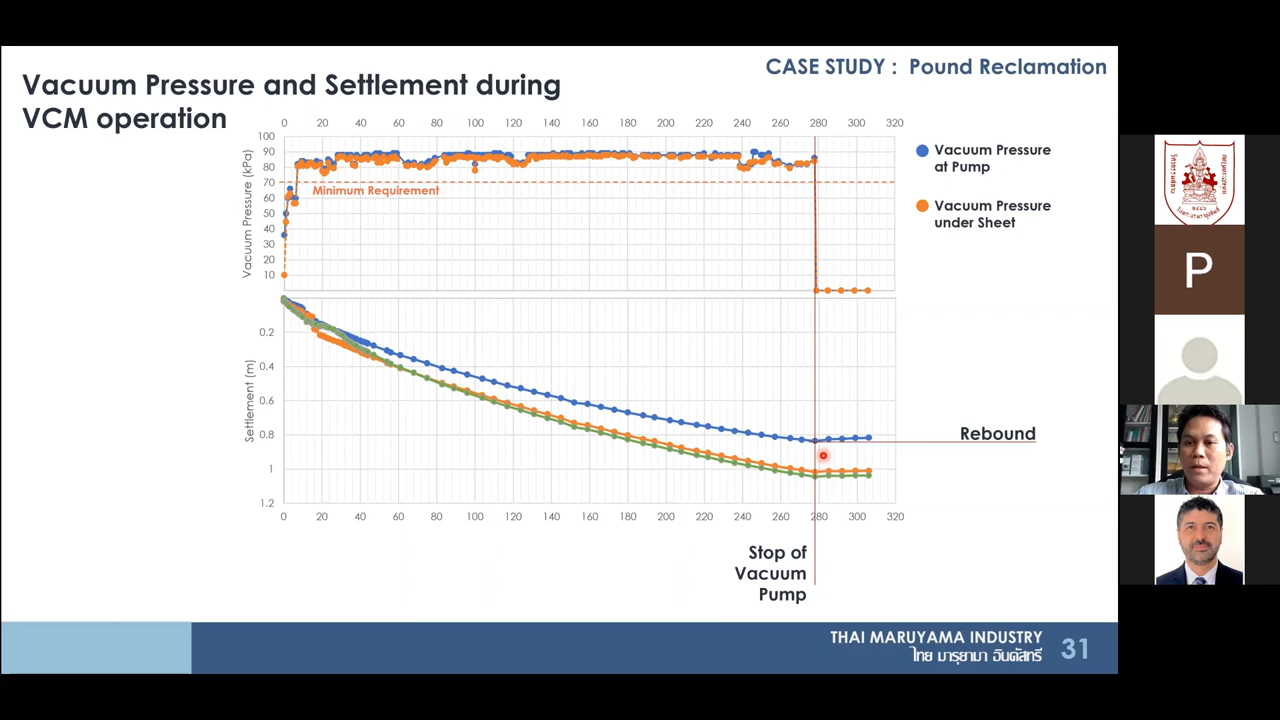 Vacuum Pressure and Settlement during
VCM operation
CASE STUDY : Pound Reclamation
0 20 40 60 80 100 120 140 160 180 200 220 240 260 280 300 320
Vacuum Pressure (kPa)
100
90
80
70
60
50
40
30
20
10
Minimum Requirement
Vacuum Pressure
at Pump
Vacuum Pressure
under Sheet
Settlement (m)
0.2
0.4
0.6
0.8
1
1.2
Rebound
0 20 40 60 80 100 120 140 160 180 200 220 240 260 280 300 320
Stop of
Vacuum
Pump
THAI MARUYAMA INDUSTRY
ไทย มารุยามา อินดัสทรี
31
P